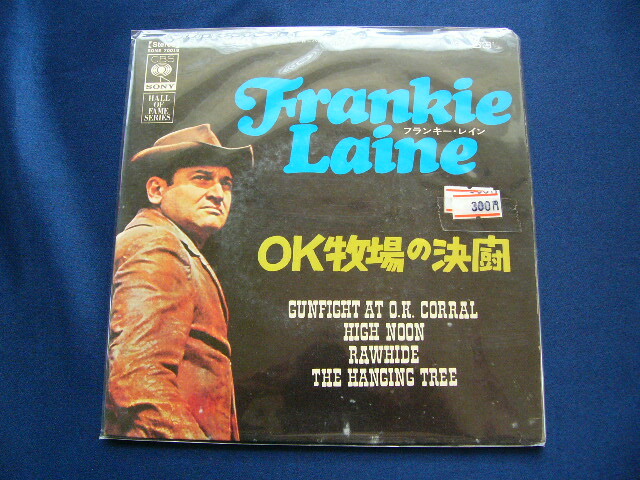 Stereo
CBS
SONY
HALL
OF
FAME
SERIES
Frankie
フランキー・レイン
Laine
300円
OK牧場の決闘
GUNFIGHT AT O.K. CORRAL
HIGH NOON
RAWHIDE
THE HANGING TREE